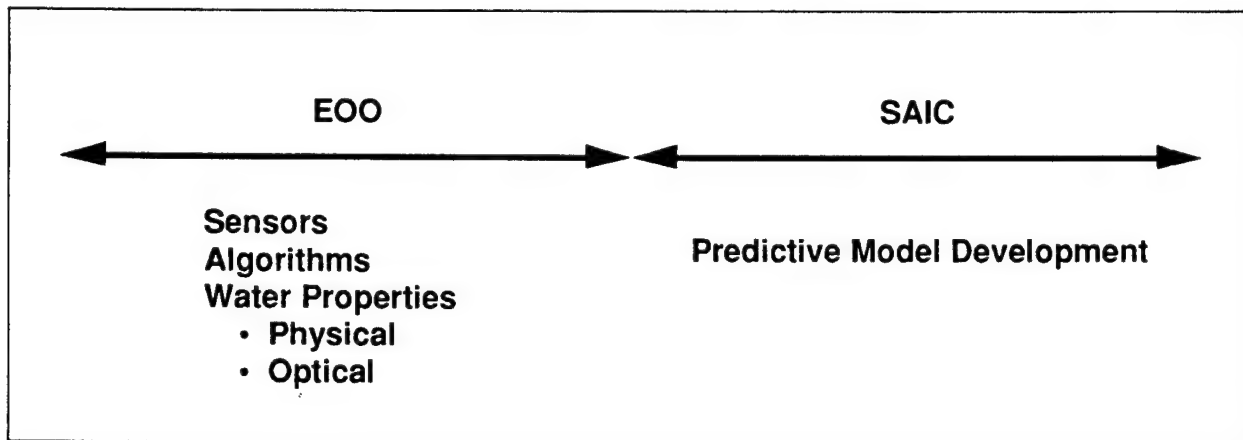 EOO
SAIC
Sensors
Algorithms
Water Properties
• Physical
• Optical
Predictive Model Development